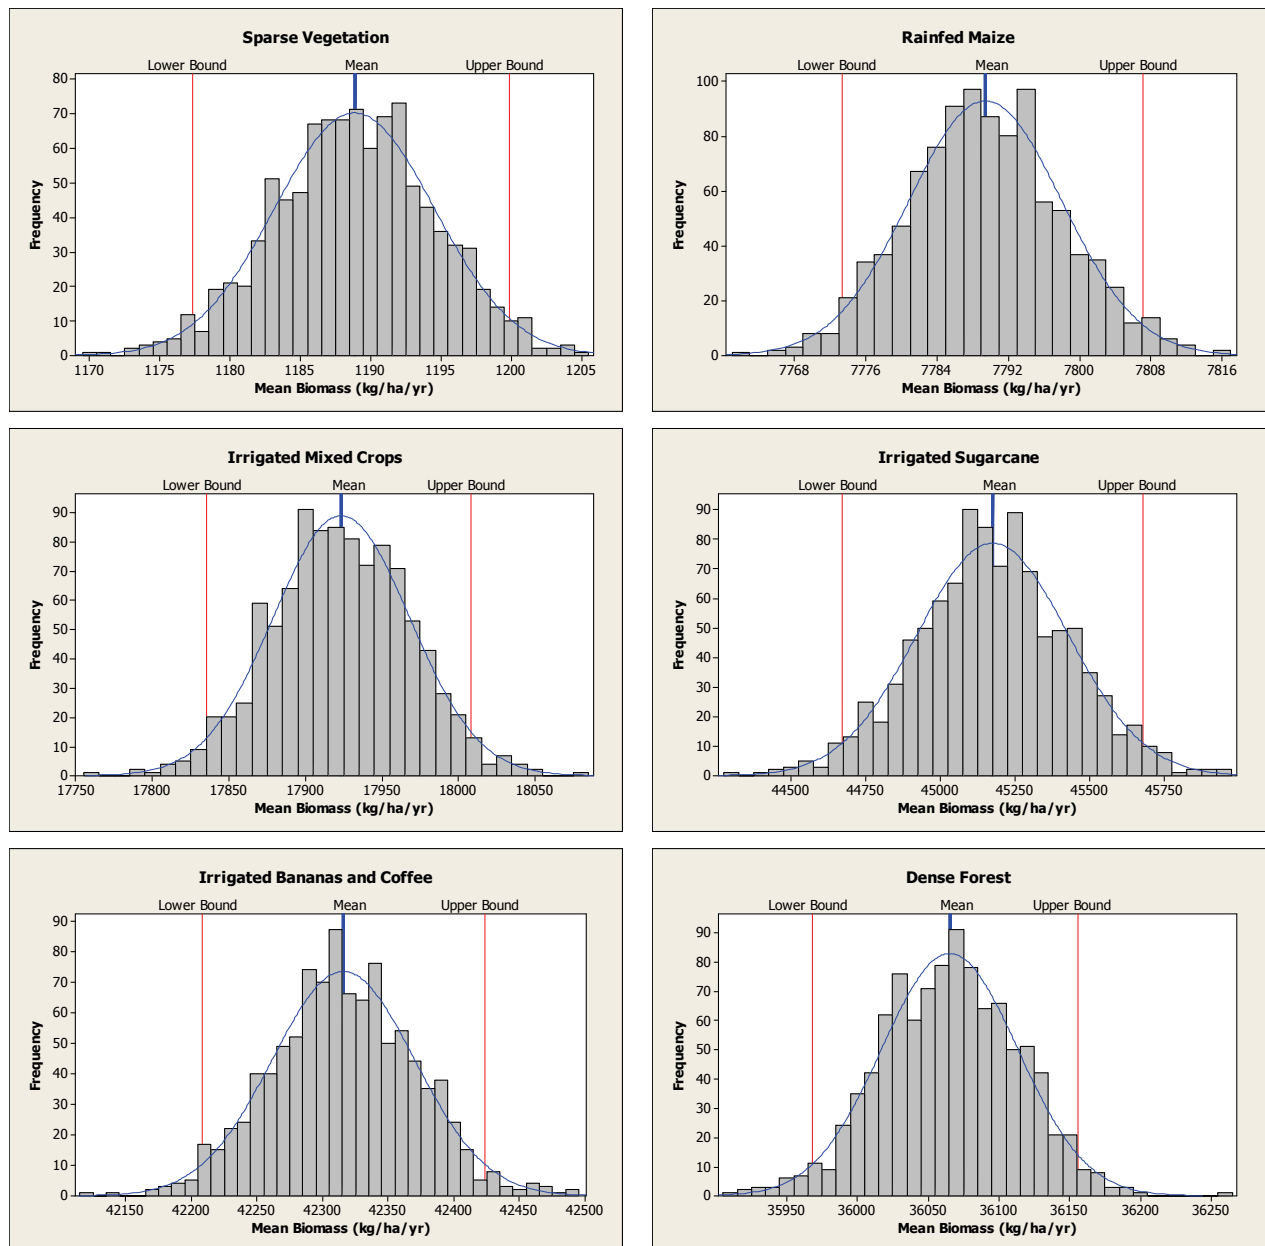 Sparse Vegetation
Lower Bound Mean Upper Bound
80
70
60
50
40
30
20
10
0
Frequency
1170 1175 1180 1185 1190 1195 1200 1205
Mean Biomass (kg/ha/yr)
Rainfed Maize
Lower Bound Mean Upper Bound
100
80
60
40
20
0
Frequency
7768 7776 7784 7792 7800 7808 7816
Mean Biomass (kg/ha/yr)
Irrigated Mixed Crops
Lower Bound Mean Upper Bound
90
80
70
60
50
40
30
20
10
0
Frequency
17750 17800 17850 17900 17950 18000 18050
Mean Biomass (kg/ha/yr)
Irrigated Sugarcane
Lower Bound Mean Upper Bound
90
80
70
60
50
40
30
20
10
0
Frequency
44500 44750 45000 45250 45500 45750
Mean Biomass (kg/ha/yr)
Irrigated Bananas and Coffee
Lower Bound Mean Upper Bound
90
80
70
60
50
40
30
20
10
0
Frequency
42150 42200 42250 42300 42350 42400 42450 42500
Mean Biomass (kg/ha/yr)
Dense Forest
Lower Bound Mean Upper Bound
90
80
70
60
50
40
30
20
10
0
Frequency
35950 36000 36050 36100 36150 36200 36250
Mean Biomass (kg/ha/yr)